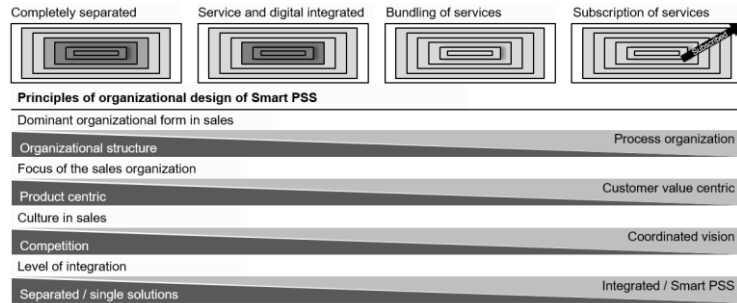 Completely separated
Service and digital integrated
Bundling of services
Subscription of services
Subscribed
Principles of organizational design of Smart PSS
Dominant organizational form in sales
Process organization
Organizational structure
Focus of the sales organization
Customer value centric
Product centric
Culture in sales
Coordinated vision
Competition
Level of integration
Integrated / Smart PSS
Separated / single solutions